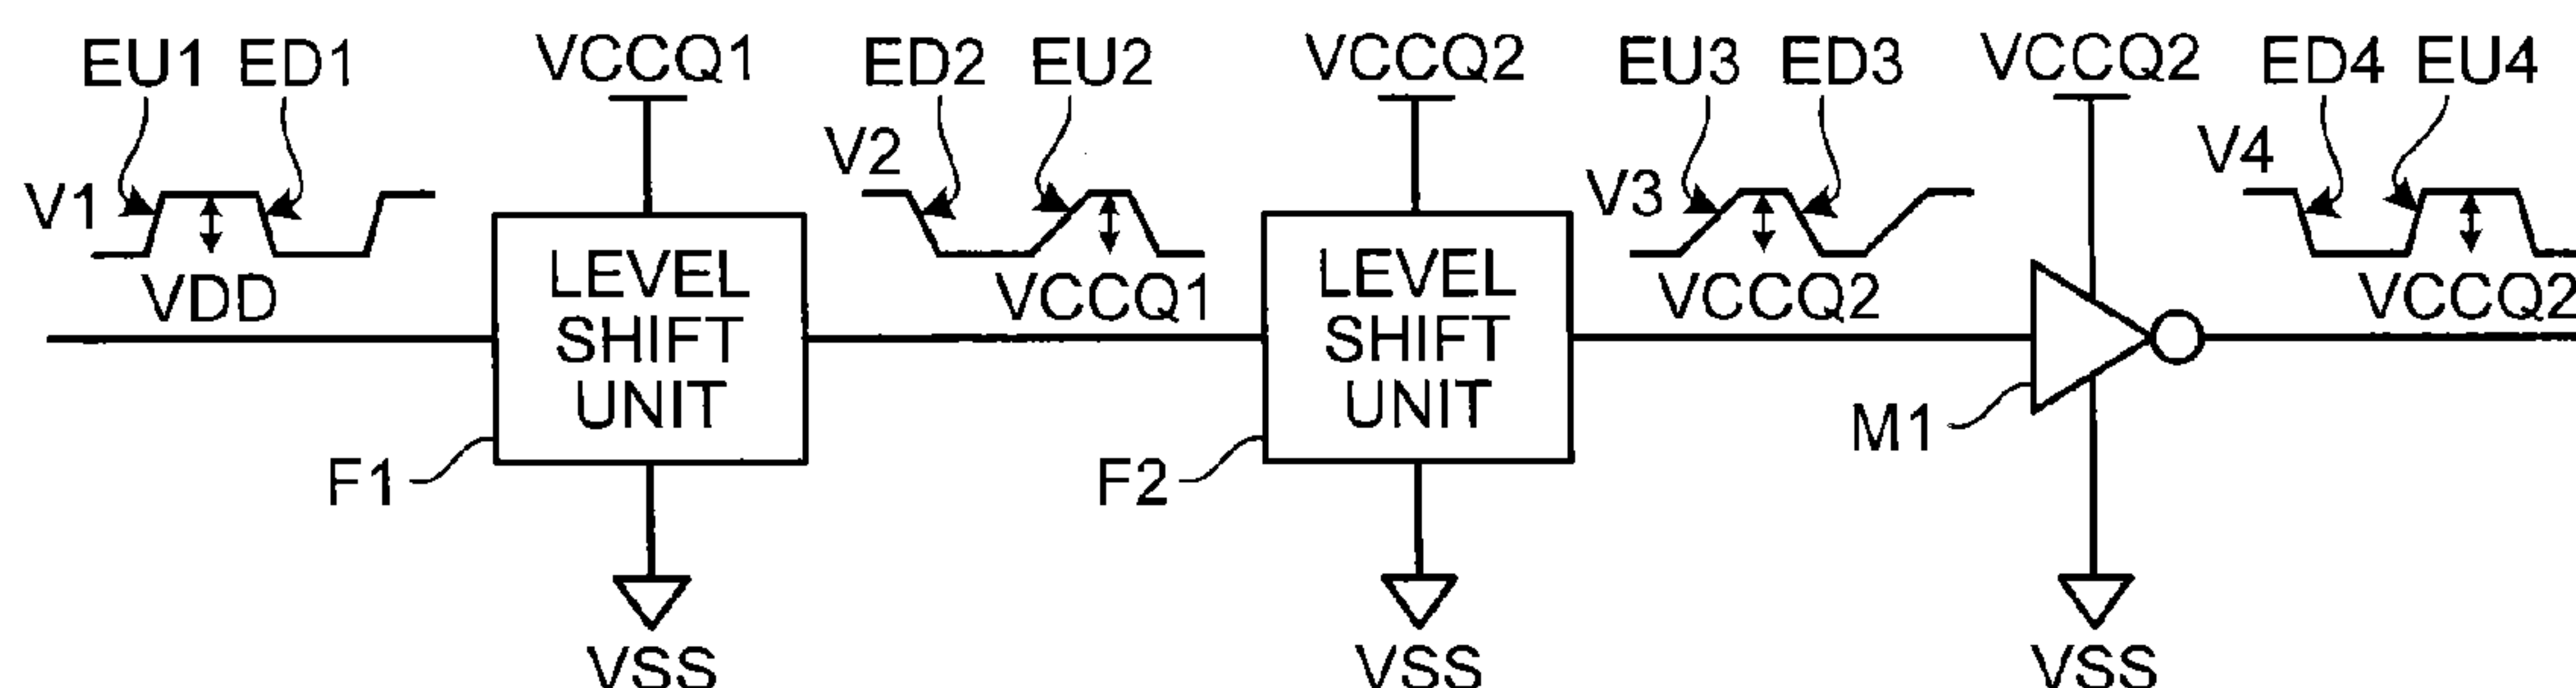 EU1 ED1 VCCQ1 ED2 EU2 VCCQ2 EU3 ED3 VCCQ2 ED4 EU4
V1 V2 V3 V4
VDD VCCQ1 VCCQ2 VCCQ2
LEVEL
SHIFT
UNIT
LEVEL
SHIFT
UNIT
F1 F2 M1
VSS VSS VSS